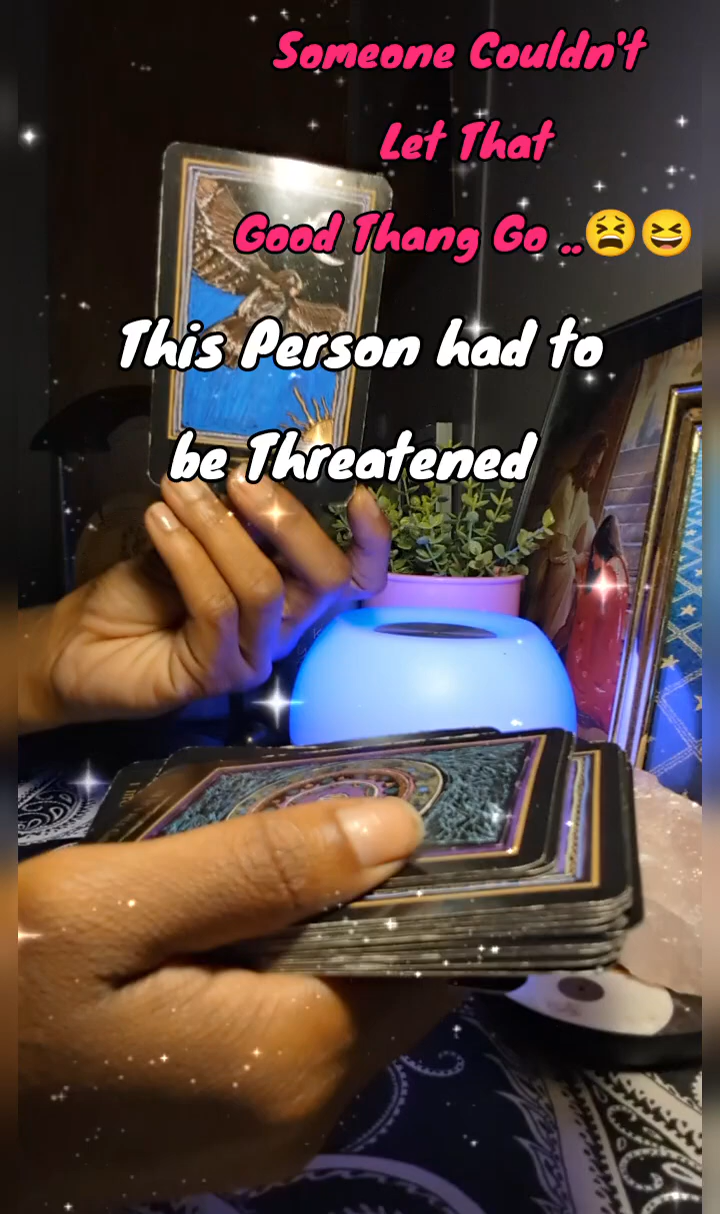 Someone Couldn't
Let That
Good Thang Go ..😫😆
This Person had to
be Threatened